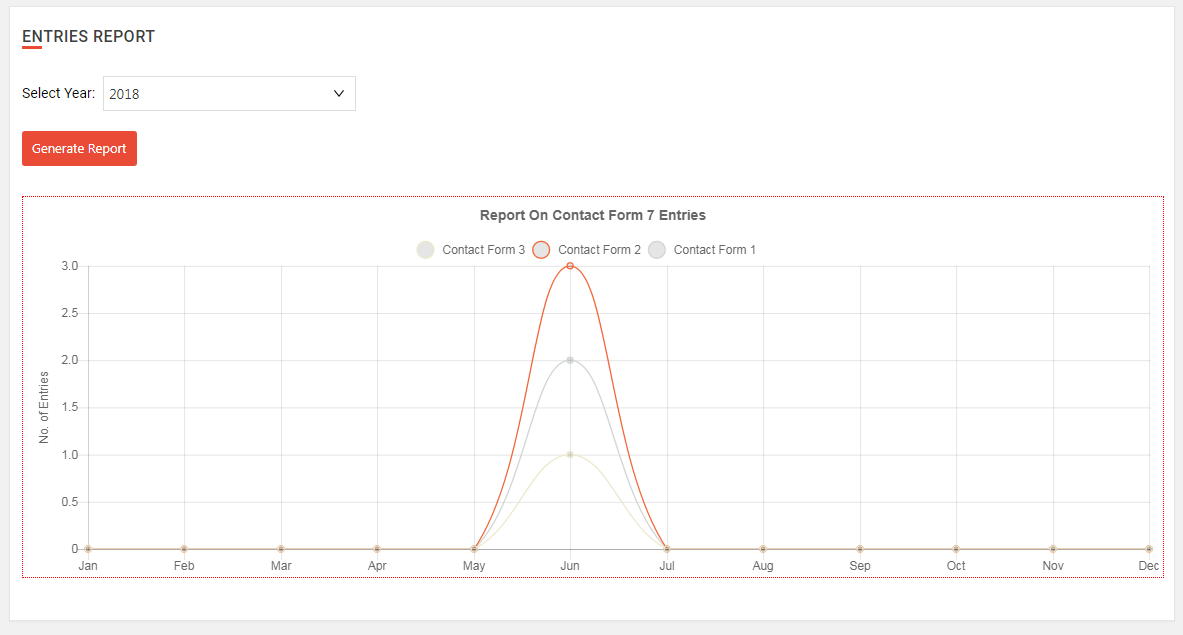 ENTRIES REPORT
Select Year: 2018
Generate Report
Report On Contact Form 7 Entries
Contact Form 3 Contact Form 2 Contact Form 1
No. of Entries
3.0
2.5
2.0
1.5
1.0
0.5
0
Jan Feb Mar Apr May Jun Jul Aug Sep Oct Nov Dec